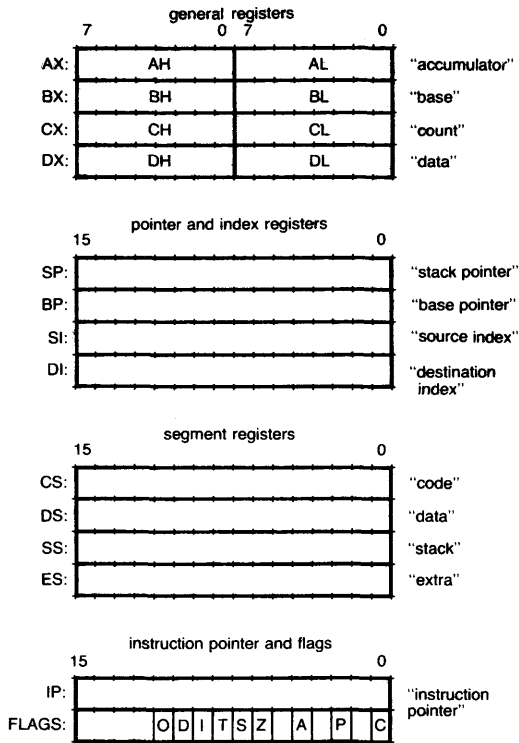 general registers
7 0 7 0
AX: AH AL “accumulator”
BX: BH BL “base”
CX: CH CL “count”
DX: DH DL “data”
pointer and index registers
15 0
SP: “stack pointer”
BP: “base pointer”
SI: “source index”
DI: “destination
index”
segment registers
15 0
CS: “code”
DS: “data”
SS: “stack”
ES: “extra”
instruction pointer and flags
15 0
IP: “instruction
pointer”
FLAGS: O D I T S Z A P C